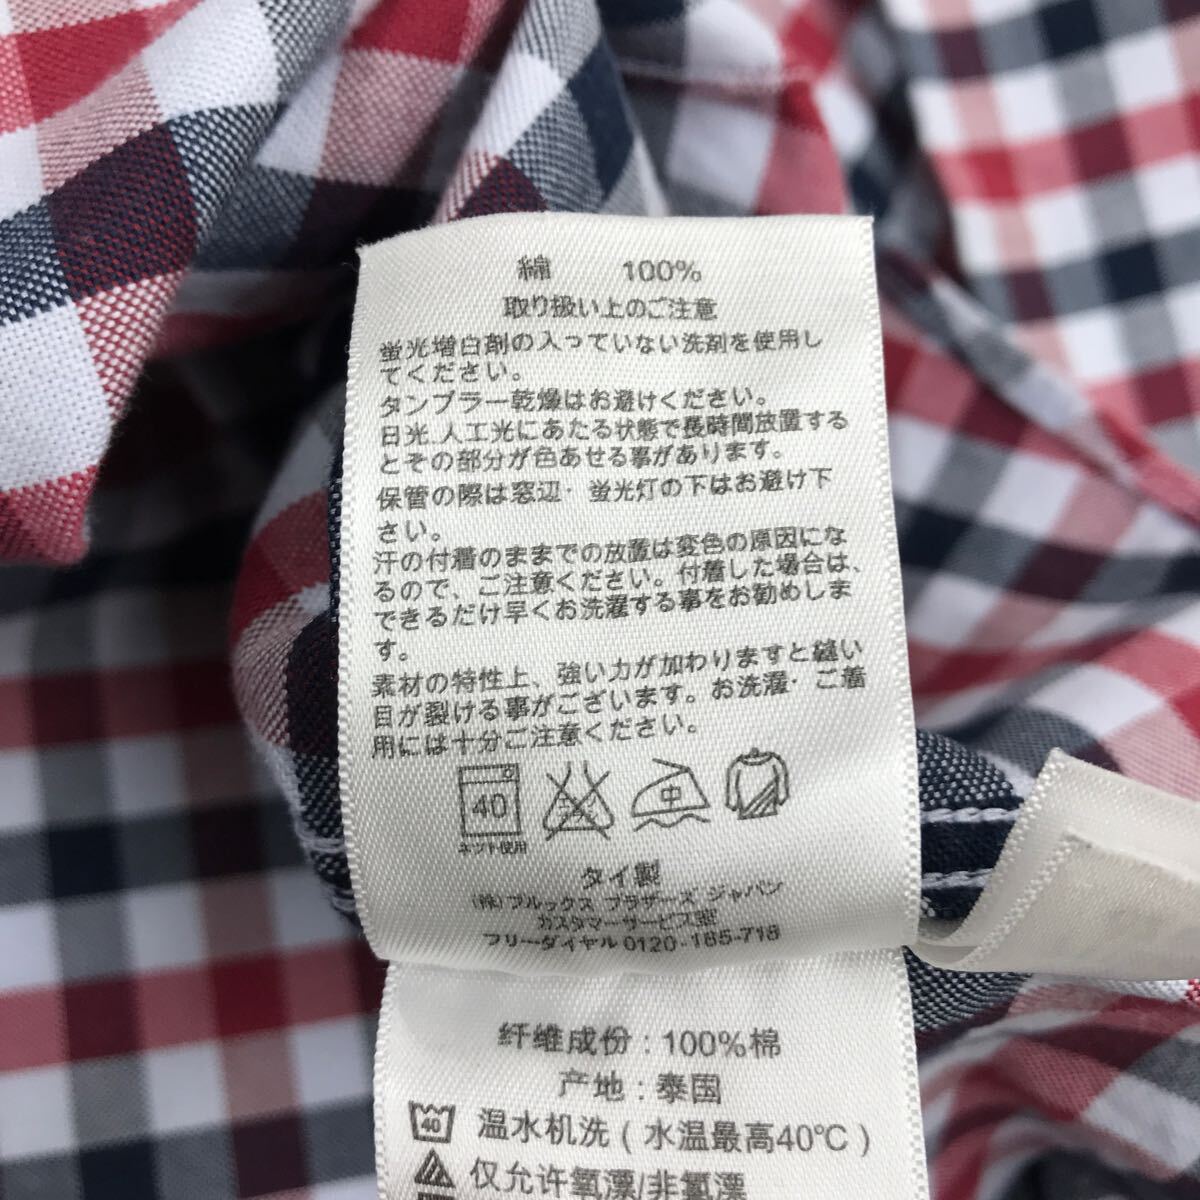 綿 100%
取り扱い上のご注意
蛍光増白剤の入っていない洗剤を使用し
てください。
タンブラー乾燥はお避けください。
日光.人工光にあたる状態で長時間放置する
とその部分が色あせる事があります。
保管の際は窓辺・蛍光灯の下はお避け下
さい。
汗の付着のままでの放置は変色の原因にな
るので、ご注意ください。付着した場合は、
できるだけ早くお洗濯する事をお勧めしま
す。
素材の特性上、強い力が加わりますと縫い
目が裂ける事がございます。お洗濯・ご着
用には十分ご注意ください。
40
中
ネット使用
タイ製
(株)ブルックス ブラザーズ ジャパン
カスタマーサービス室
フリーダイヤル 0120-185-718
纤维成份 : 100%棉
产地 : 泰国
40 温水机洗 ( 水温最高40℃ )
仅允许氧漂/非氯漂